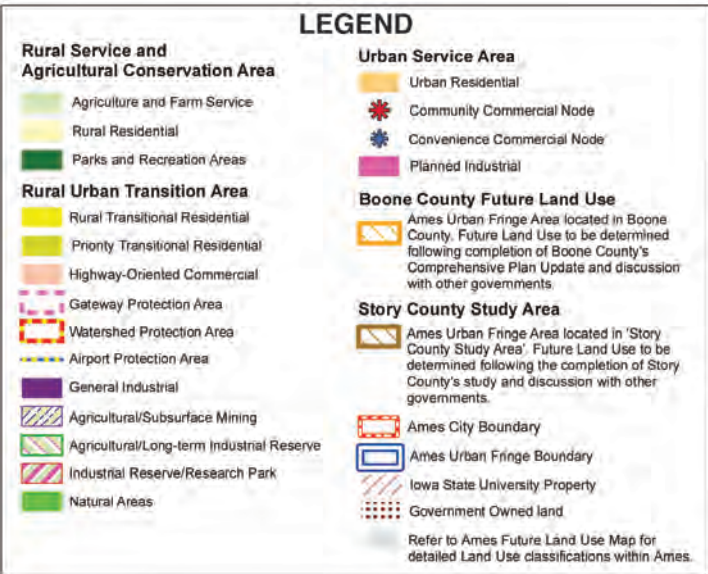 LEGEND
Rural Service and
Agricultural Conservation Area
Agriculture and Farm Service
Rural Residential
Parks and Recreation Areas
Rural Urban Transition Area
Rural Transitional Residential
Priority Transitional Residential
Highway-Oriented Commercial
Gateway Protection Area
Watershed Protection Area
Airport Protection Area
General Industrial
Agricultural/Subsurface Mining
Agricultural/Long-term Industrial Reserve
Industrial Reserve/Research Park
Natural Areas
Urban Service Area
Urban Residential
Community Commercial Node
Convenience Commercial Node
Planned Industrial
Boone County Future Land Use
Ames Urban Fringe Area located in Boone
County. Future Land Use to be determined
following completion of Boone County's
Comprehensive Plan Update and discussion
with other governments.
Story County Study Area
Ames Urban Fringe Area located in 'Story
County Study Area'. Future Land Use to be
determined following the completion of Story
County's study and discussion with other
governments.
Ames City Boundary
Ames Urban Fringe Boundary
Iowa State University Property
Government Owned land
Refer to Ames Future Land Use Map for
detailed Land Use classifications within Ames.